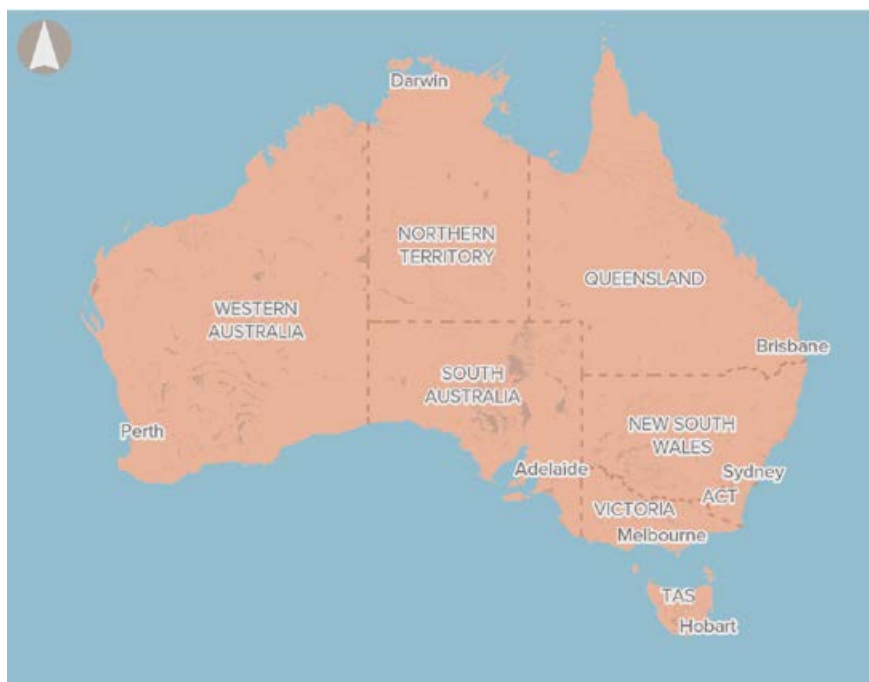 Darwin
NORTHERN
TERRITORY
QUEENSLAND
WESTERN
AUSTRALIA
Brisbane
SOUTH
AUSTRALIA
NEW SOUTH
WALES
Perth
Adelaide
Sydney
ACT
VICTORIA
Melbourne
TAS
Hobart